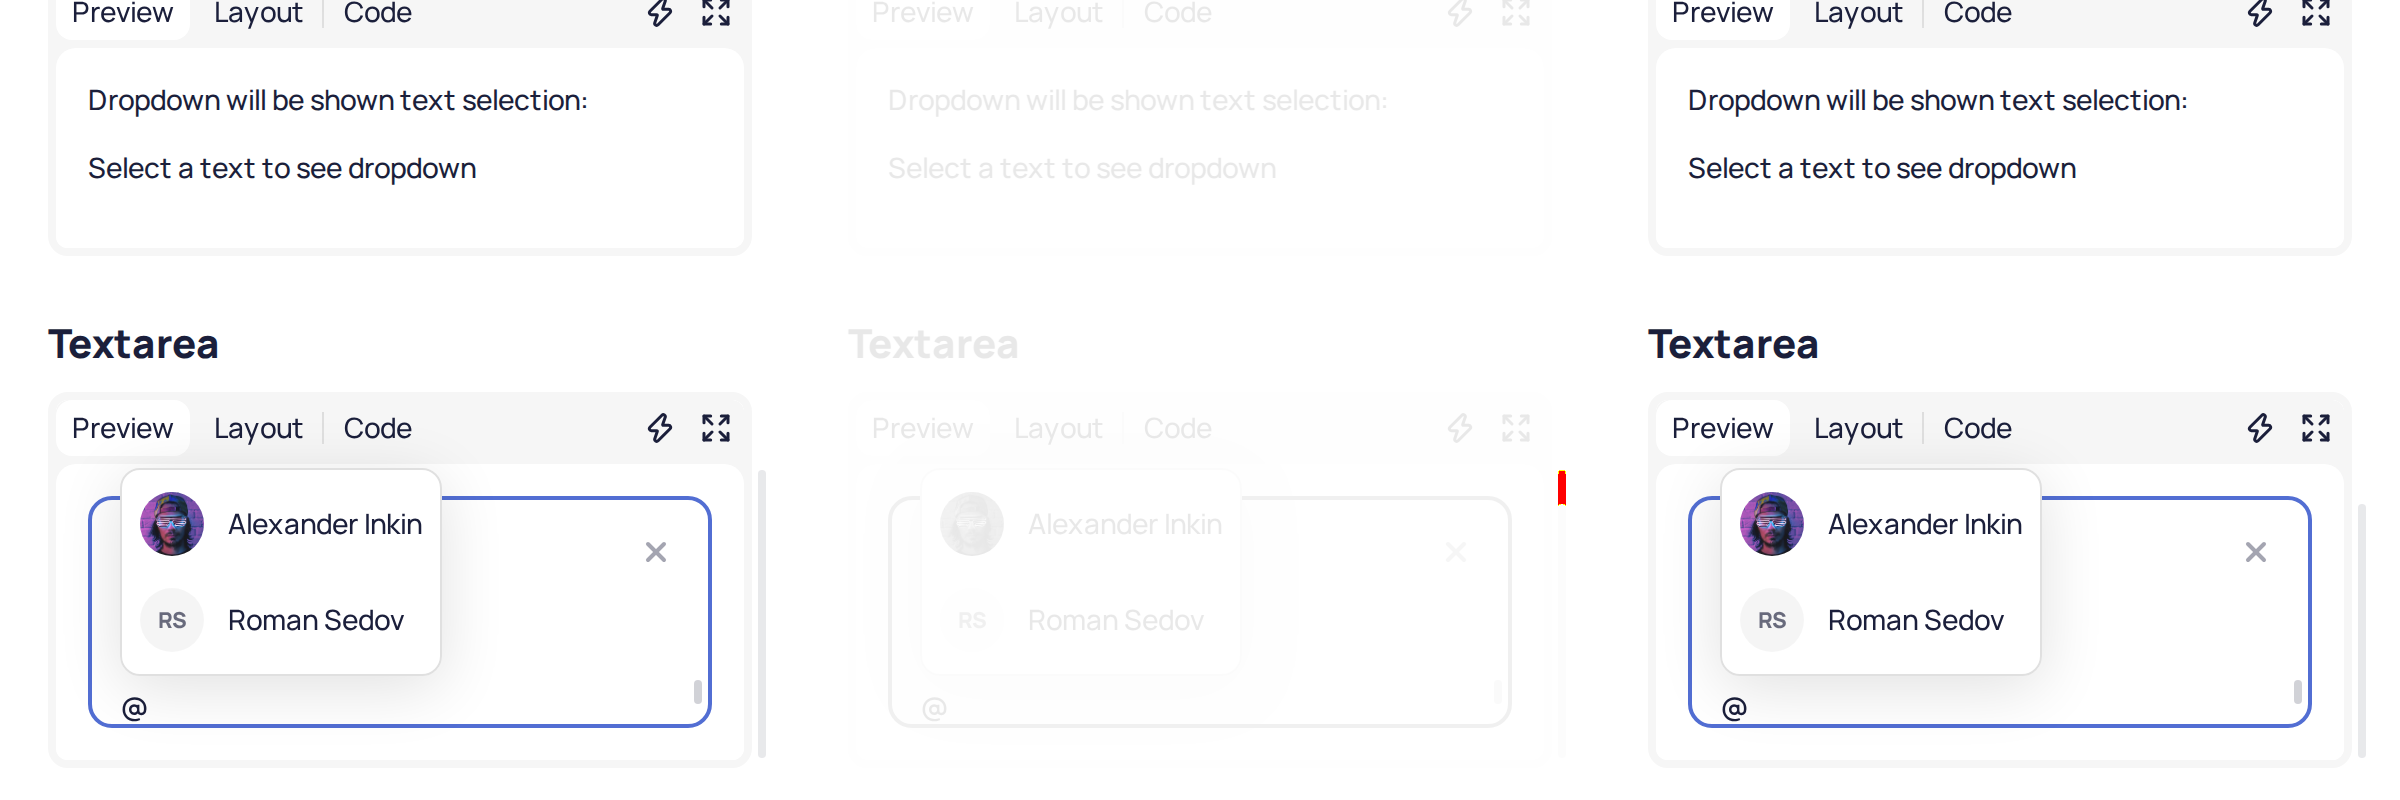 Preview Layout Code
Dropdown will be shown text selection:
Select a text to see dropdown
Textarea
Preview Layout Code
Alexander Inkin
RS Roman Sedov
@
Preview Layout Code
Dropdown will be shown text selection:
Select a text to see dropdown
Textarea
Preview Layout Code
Alexander Inkin
RS Roman Sedov
@
Preview Layout Code
Dropdown will be shown text selection:
Select a text to see dropdown
Textarea
Preview Layout Code
Alexander Inkin
RS Roman Sedov
@